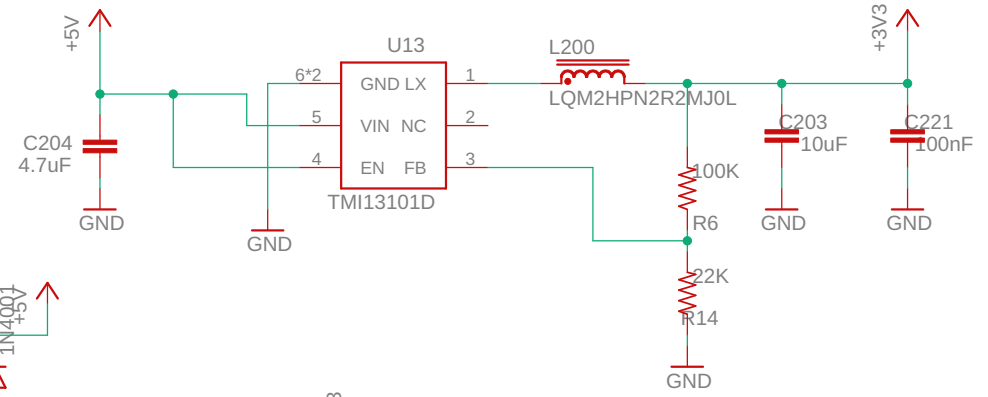 +5V
U13
L200
+3V3
6*2
GND LX
1
LQM2HPN2R2MJ0L
5
VIN NC
2
C204
4.7uF
C203
10uF
C221
100nF
4
EN FB
3
100K
TMI13101D
R6
GND
GND
GND
GND
22K
R14
+5V
1N4001
GND